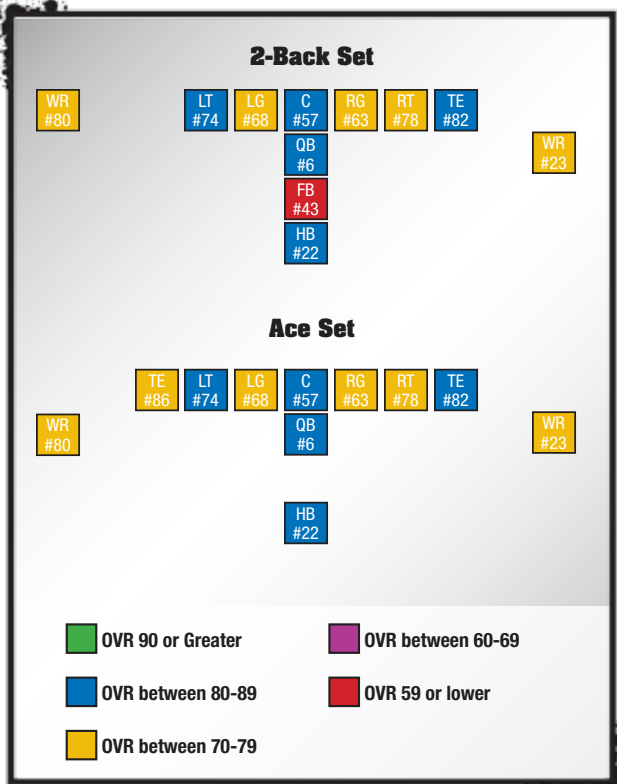 2-Back Set
WR LT LG C RG RT TE
#80 #74 #68 #57 #63 #78 #82
QB WR
#6 #23
FB
#43
HB
#22
Ace Set
TE LT LG C RG RT TE
#86 #74 #68 #57 #63 #78 #82
WR QB WR
#80 #6 #23
HB
#22
OVR 90 or Greater
OVR between 60-69
OVR between 80-89
OVR 59 or lower
OVR between 70-79